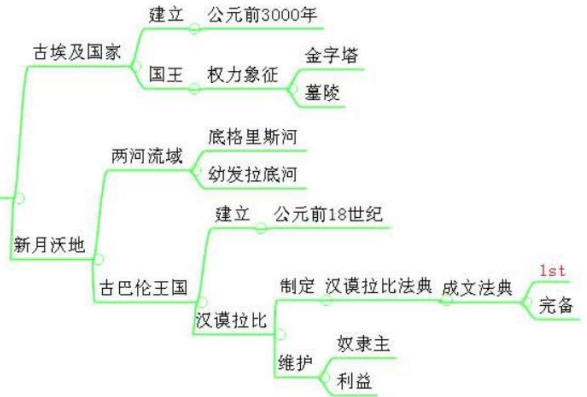 古埃及国家
建立
公元前3000年
国王
权力象征
金字塔
墓陵
新月沃地
两河流域
底格里斯河
幼发拉底河
古巴伦王国
建立
公元前18世纪
汉谟拉比
制定
汉谟拉比法典
成文法典
1st
完备
维护
奴隶主
利益